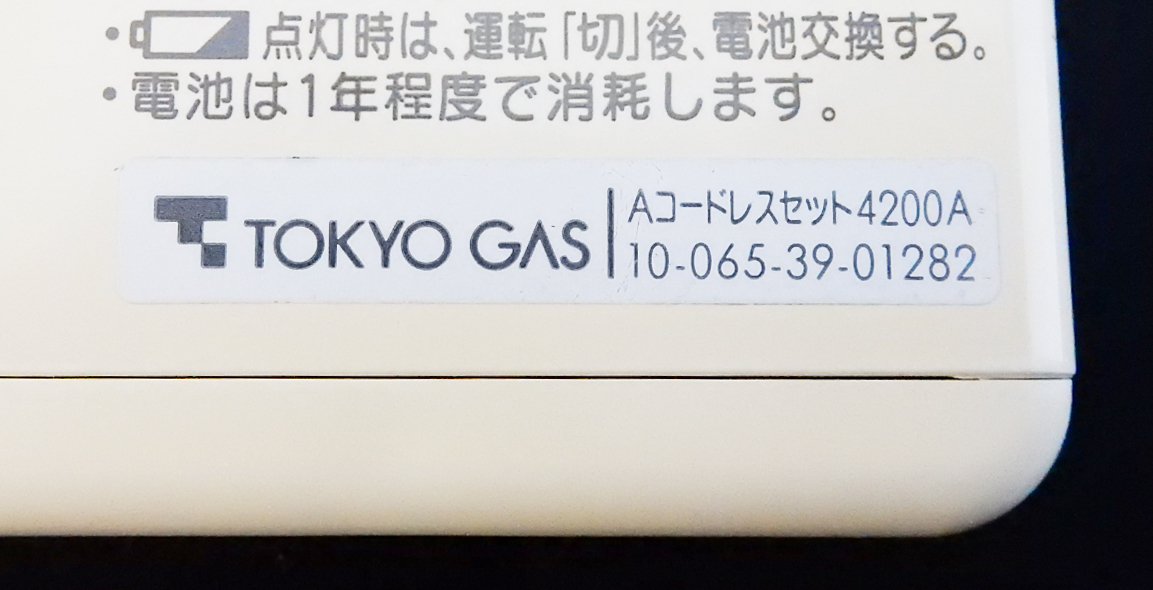 ・点灯時は、運転「切」後、電池交換する。
・電池は1年程度で消耗します。
TOKYO GAS
Aコードレスセット4200A
10-065-39-01282